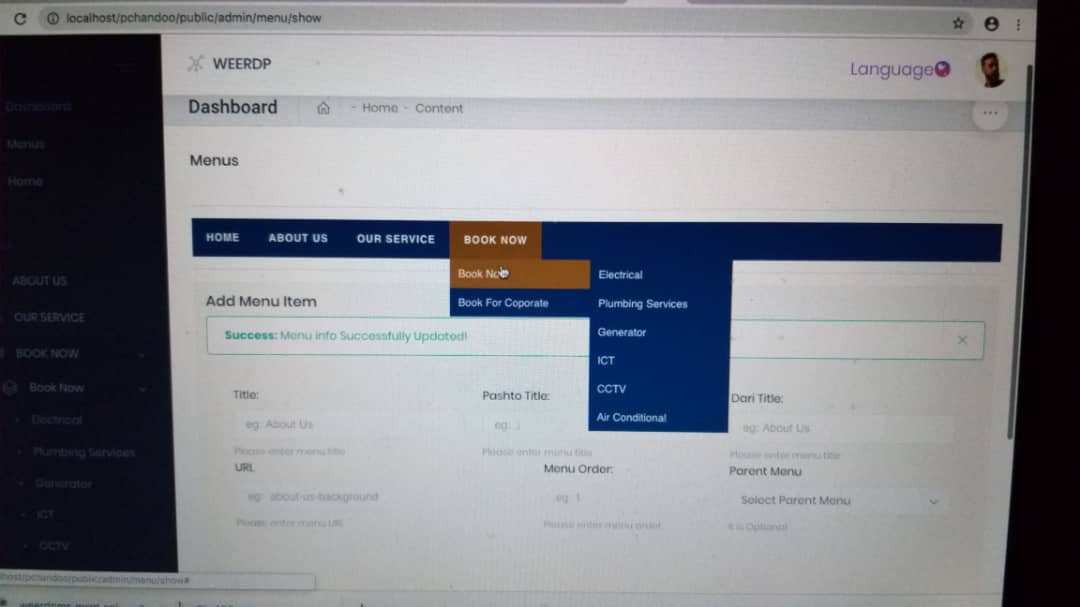 localhost/pchandoo/public/admin/menu/show
WEERDP
Language
Dashboard
- Home - Content
Dashboard
Menus
Home
Menus
HOME ABOUT US OUR SERVICE BOOK NOW
Book Now
Book For Coporate
Electrical
Plumbing Services
Generator
ICT
CCTV
Air Conditional
ABOUT US
OUR SERVICE
BOOK NOW
Book Now
Electrical
Plumbing Services
Generator
ICT
CCTV
Add Menu Item
Success: Menu info Successfully Updated!
Title:
eg: About Us
Please enter menu title
Pashto Title:
eg:
Please enter menu title
Dari Title:
eg: About Us
Please enter menu title
URL
eg: about-us-background
Please enter menu URL
Menu Order:
eg: 1
Please enter menu order
Parent Menu
Select Parent Menu
It is Optional
lhost/pchandoo/public/admin/menu/show#